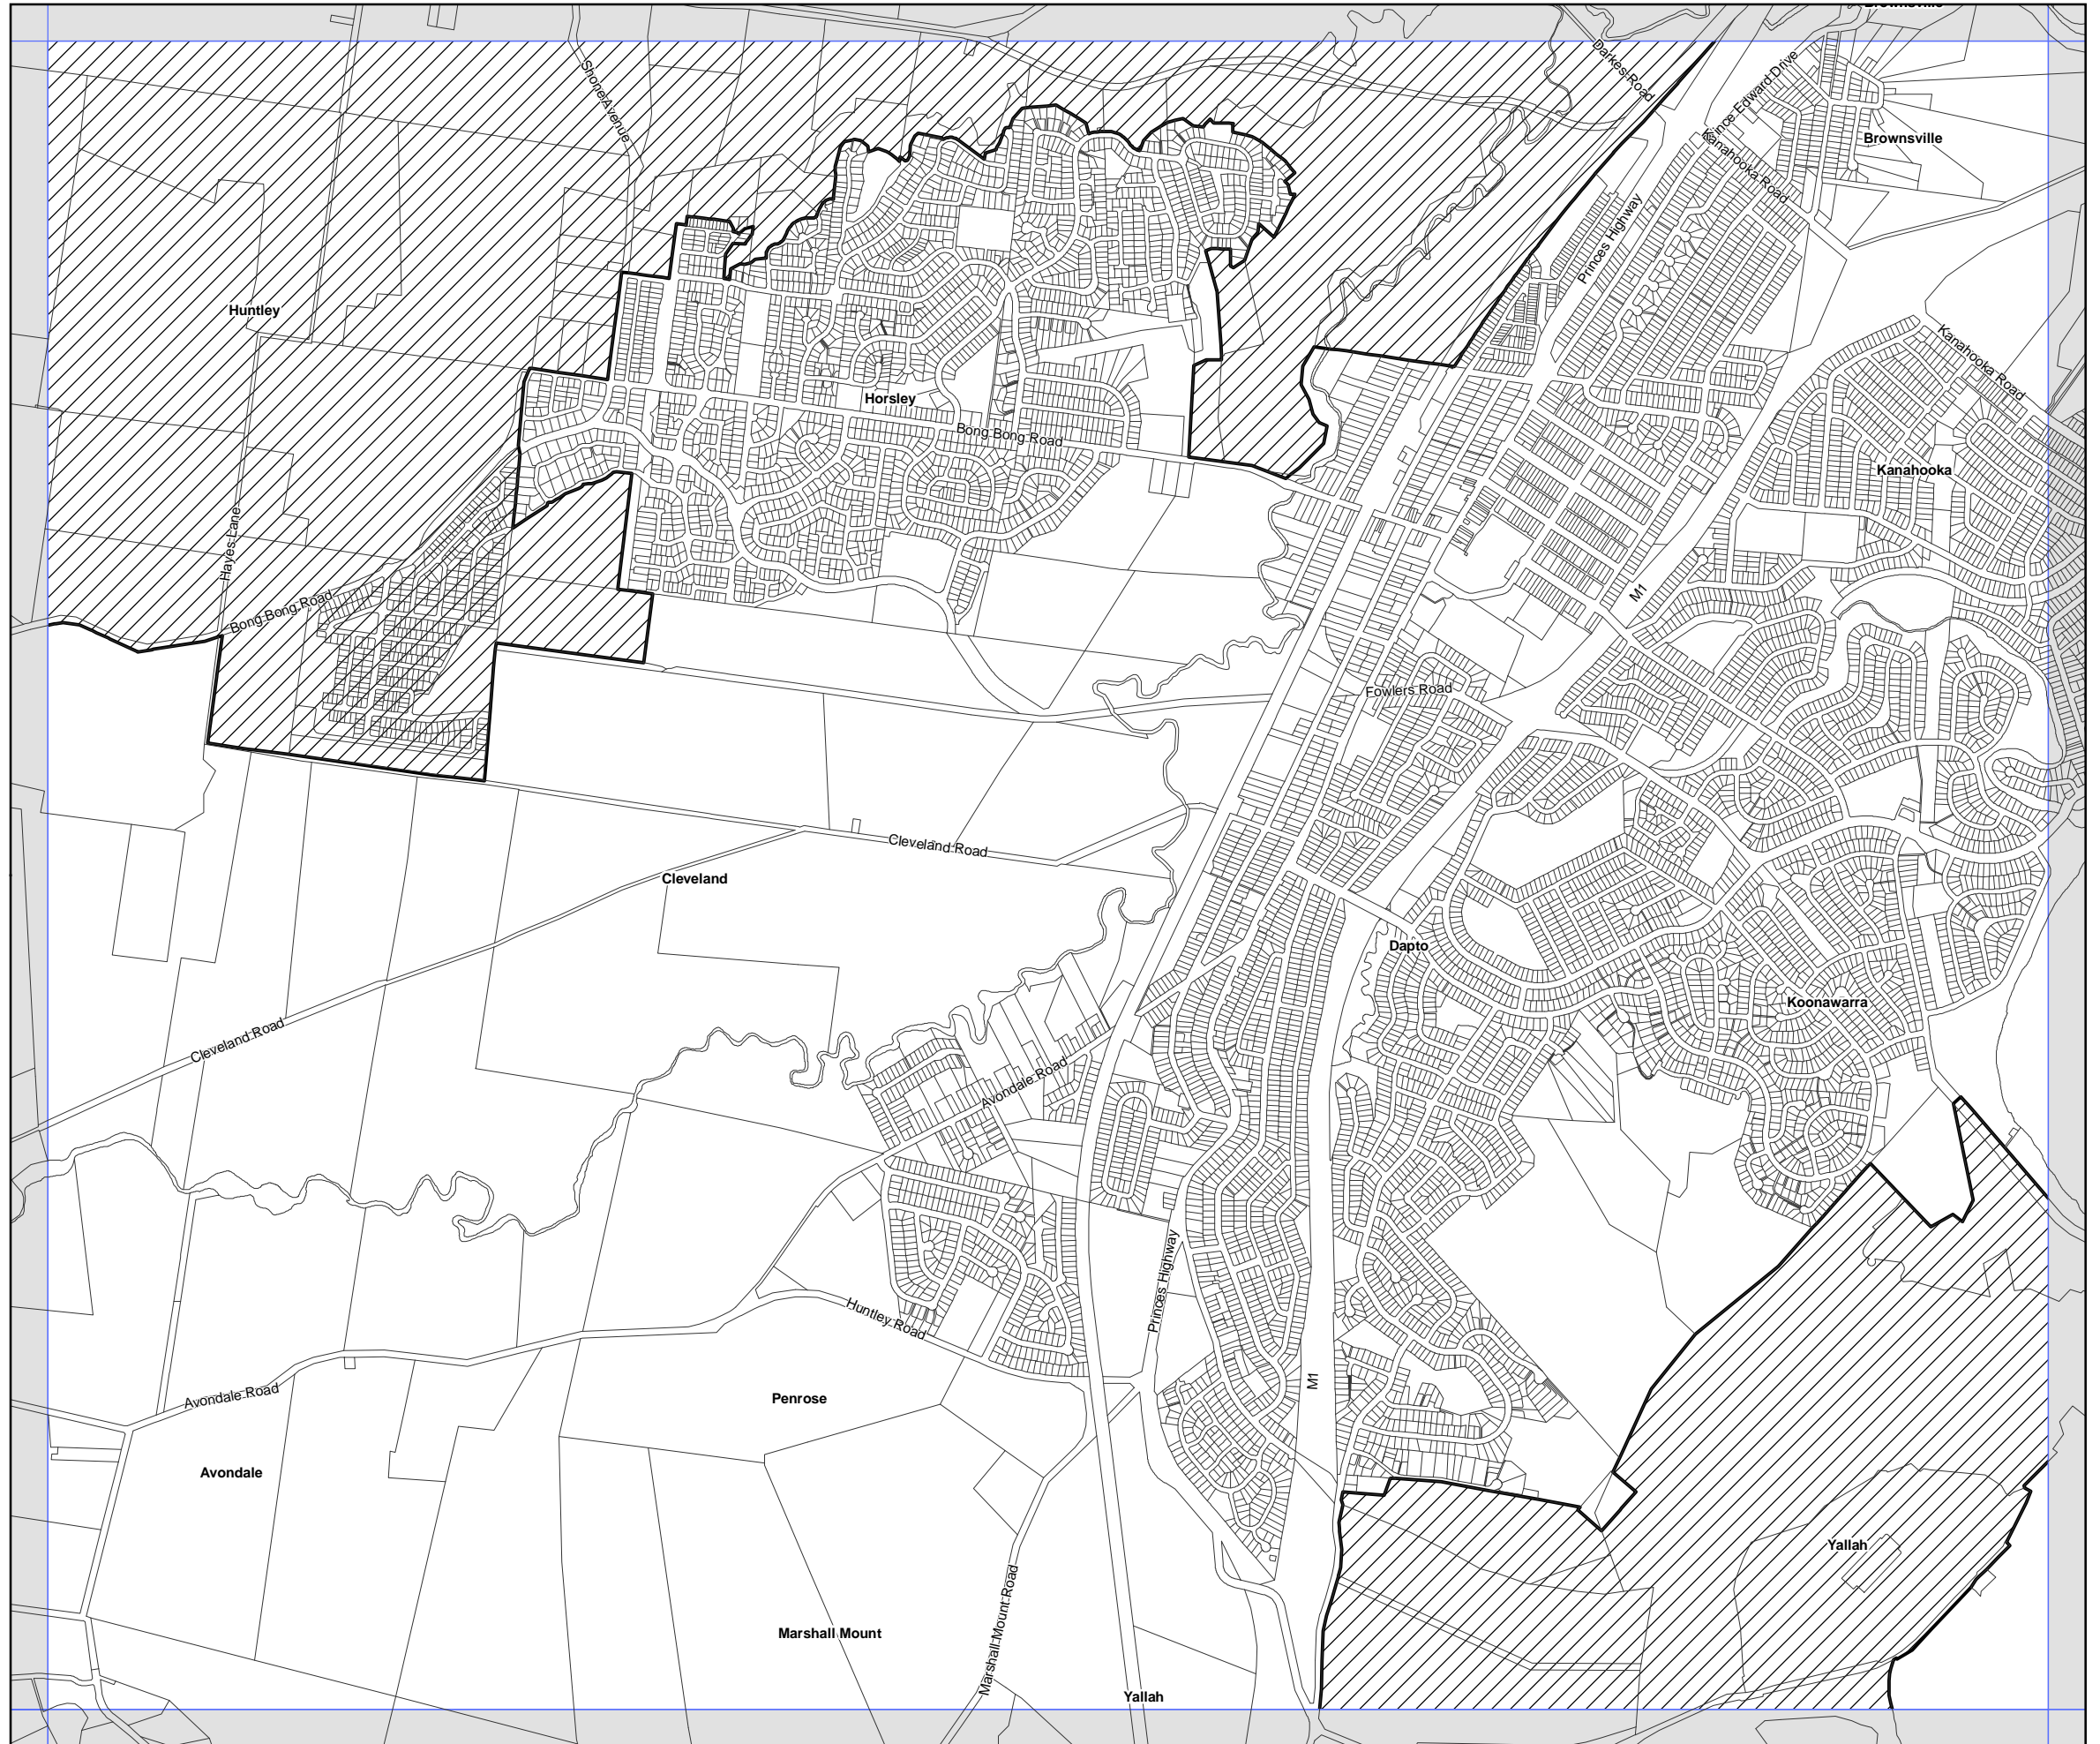 Brownsville
Darkes Road
Shone Avenue
Prince Edward Drive
Brownsville
Kanahooka Road
Princes Highway
Huntley
Kanahooka Road
Horsley
Bong Bong Road
Kanahooka
Hayes Lane
M1
Bong Bong Road
Fowlers Road
Cleveland Road
Cleveland
Dapto
Koonawarra
Cleveland Road
Avondale Road
Princes Highway
Huntley Road
M1
Avondale Road
Penrose
Avondale
Yallah
Marshall Mount Road
Marshall Mount
Yallah